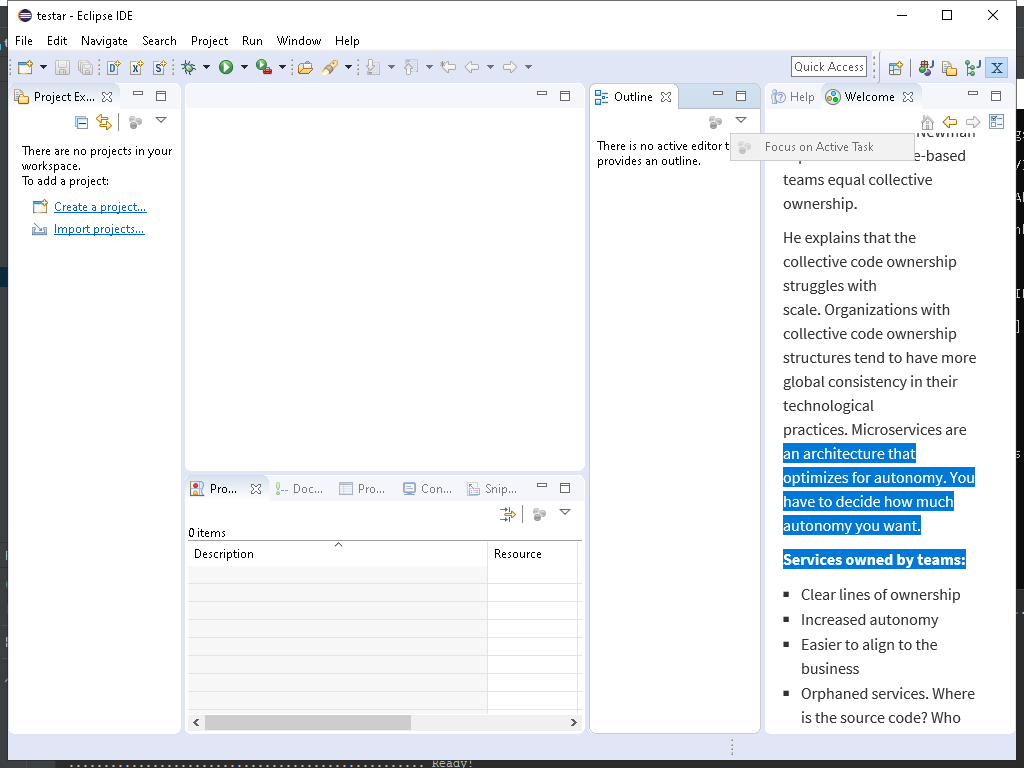 testar - Eclipse IDE
File Edit Navigate Search Project Run Window Help
Quick Access
Project Ex...
Outline
Help
Welcome
There are no projects in your
workspace.
To add a project:
Create a project...
Import projects...
There is no active editor
provides an outline.
Focus on Active Task
Newman
e-based
teams equal collective
ownership.
He explains that the
collective code ownership
struggles with
scale. Organizations with
collective code ownership
structures tend to have more
global consistency in their
technological
practices. Microservices are
an architecture that
optimizes for autonomy. You
have to decide how much
autonomy you want.
Services owned by teams:
▪ Clear lines of ownership
▪ Increased autonomy
▪ Easier to align to the
business
▪ Orphaned services. Where
is the source code? Who
Pro...
Doc...
Pro...
Con...
Snip...
0 items
Description
Resource
Ready!